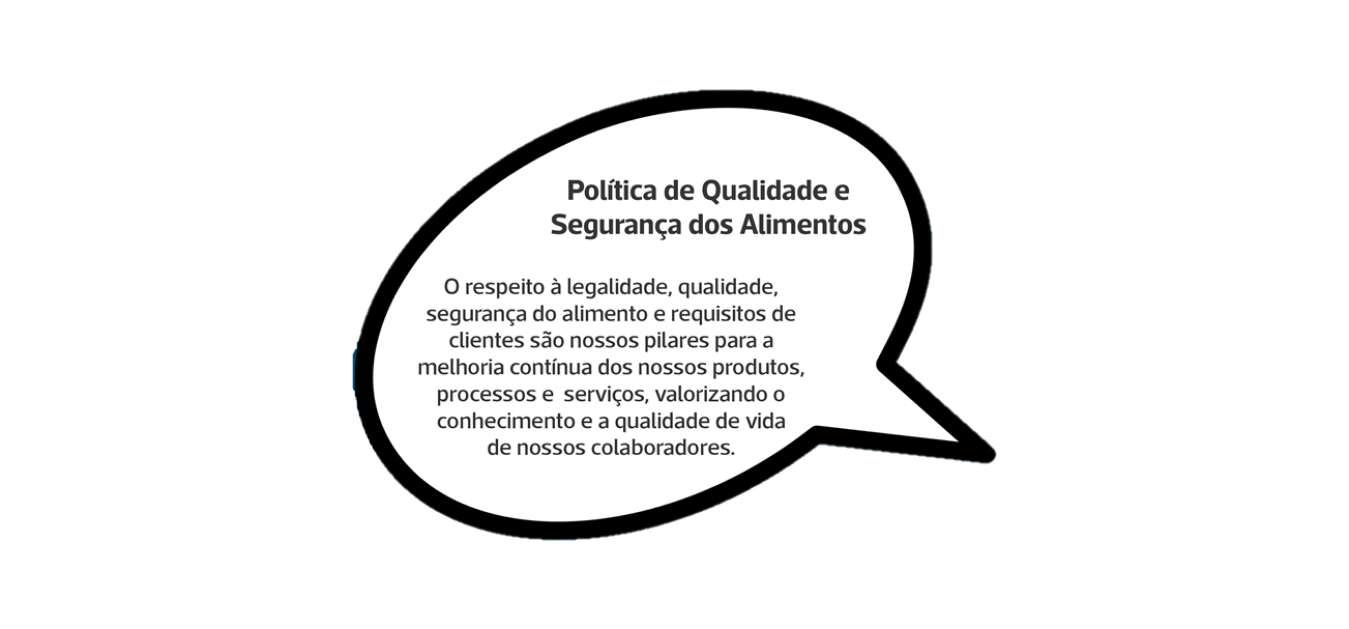 Política de Qualidade e
Segurança dos Alimentos
O respeito à legalidade, qualidade,
segurança do alimento e requisitos de
clientes são nossos pilares para a
melhoria contínua dos nossos produtos,
processos e  serviços, valorizando o
conhecimento e a qualidade de vida
de nossos colaboradores.